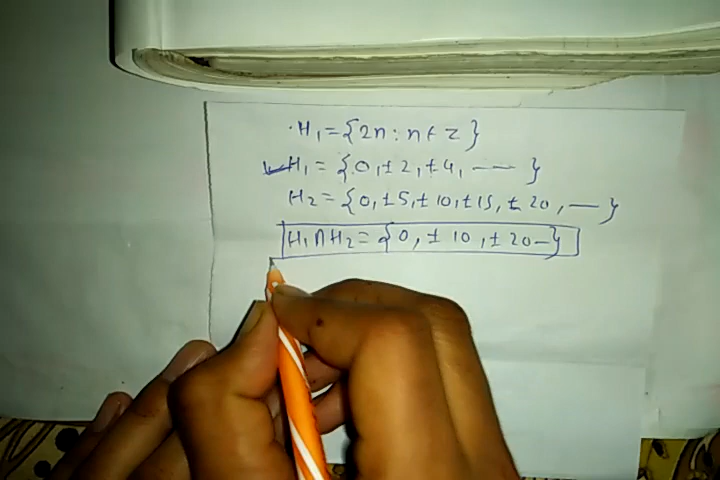 . H₁ = {2n : n ∈ Z}
✓ H₁ = {0, ±2, ±4, —— }
H₂ = {0, ±5, ±10, ±15, ±20, — }
H₁∩H₂ = {0, ±10, ±20 —}